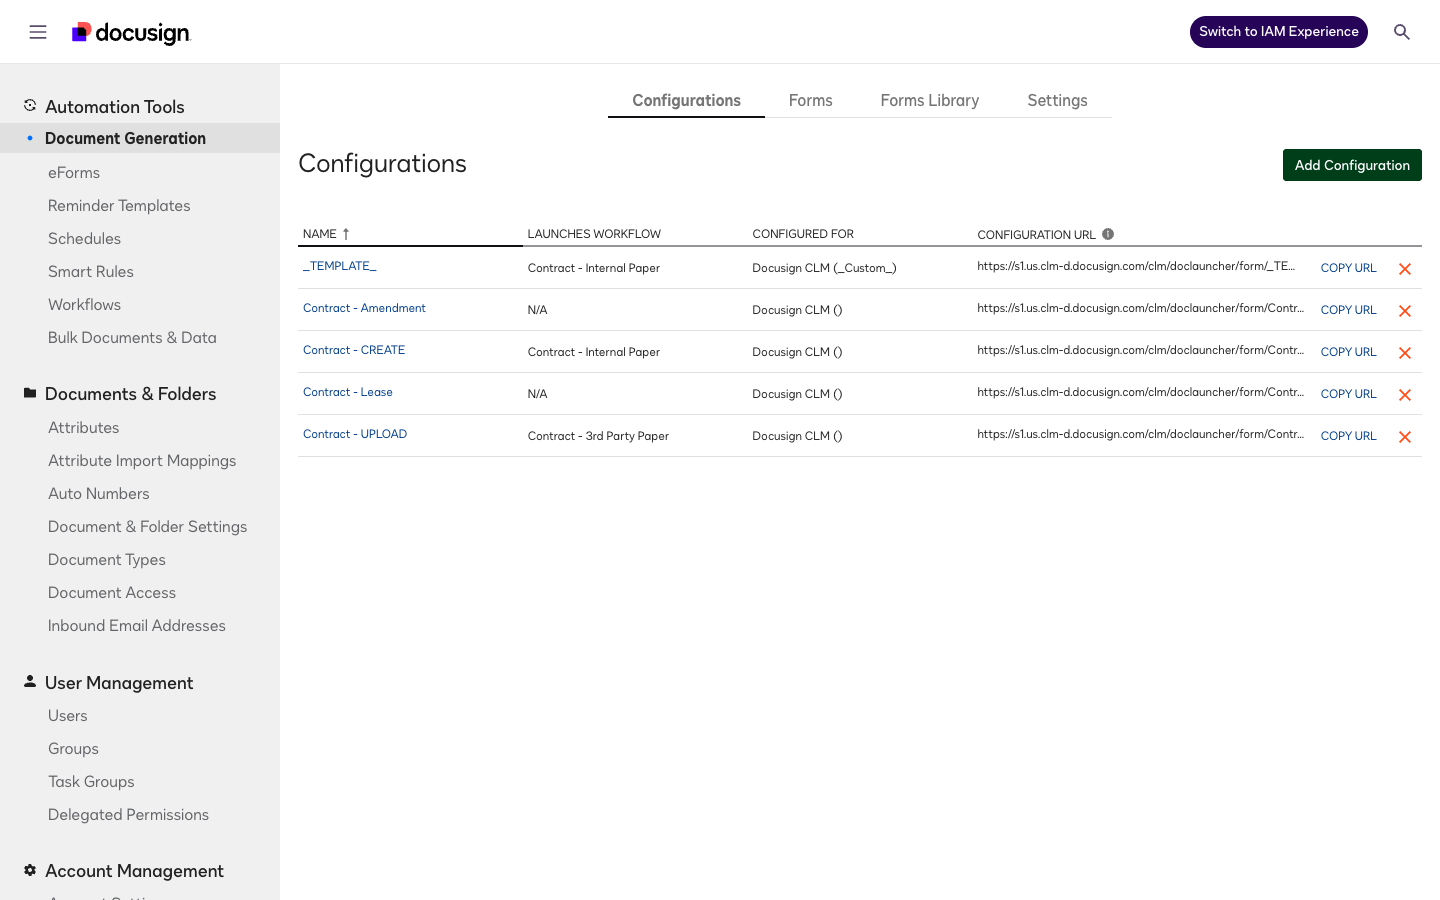 docusign
Switch to IAM Experience
Automation Tools
Document Generation
eForms
Reminder Templates
Schedules
Smart Rules
Workflows
Bulk Documents & Data
Documents & Folders
Attributes
Attribute Import Mappings
Auto Numbers
Document & Folder Settings
Document Types
Document Access
Inbound Email Addresses
User Management
Users
Groups
Task Groups
Delegated Permissions
Account Management
Configurations Forms Forms Library Settings
Configurations
Add Configuration
NAME ↑ LAUNCHES WORKFLOW CONFIGURED FOR CONFIGURATION URL
_TEMPLATE_ Contract - Internal Paper Docusign CLM (_Custom_) https://s1.us.clm-d.docusign.com/clm/doclauncher/form/_TE... COPY URL
Contract - Amendment N/A Docusign CLM () https://s1.us.clm-d.docusign.com/clm/doclauncher/form/Contr... COPY URL
Contract - CREATE Contract - Internal Paper Docusign CLM () https://s1.us.clm-d.docusign.com/clm/doclauncher/form/Contr... COPY URL
Contract - Lease N/A Docusign CLM () https://s1.us.clm-d.docusign.com/clm/doclauncher/form/Contr... COPY URL
Contract - UPLOAD Contract - 3rd Party Paper Docusign CLM () https://s1.us.clm-d.docusign.com/clm/doclauncher/form/Contr... COPY URL